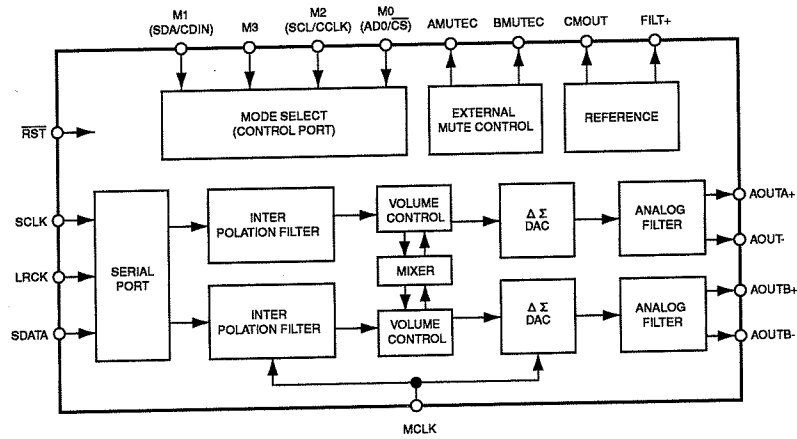 M1
(SDA/CDIN)
M3
M2
(SCL/CCLK)
M0
(AD0/CS)
AMUTEC
BMUTEC
CMOUT
FILT+
MODE SELECT
(CONTROL PORT)
EXTERNAL
MUTE CONTROL
REFERENCE
RST
SCLK
LRCK
SDATA
SERIAL
PORT
INTER
POLATION FILTER
VOLUME
CONTROL
Δ Σ
DAC
ANALOG
FILTER
AOUTA+
AOUT-
MIXER
INTER
POLATION FILTER
VOLUME
CONTROL
Δ Σ
DAC
ANALOG
FILTER
AOUTB+
AOUTB-
MCLK